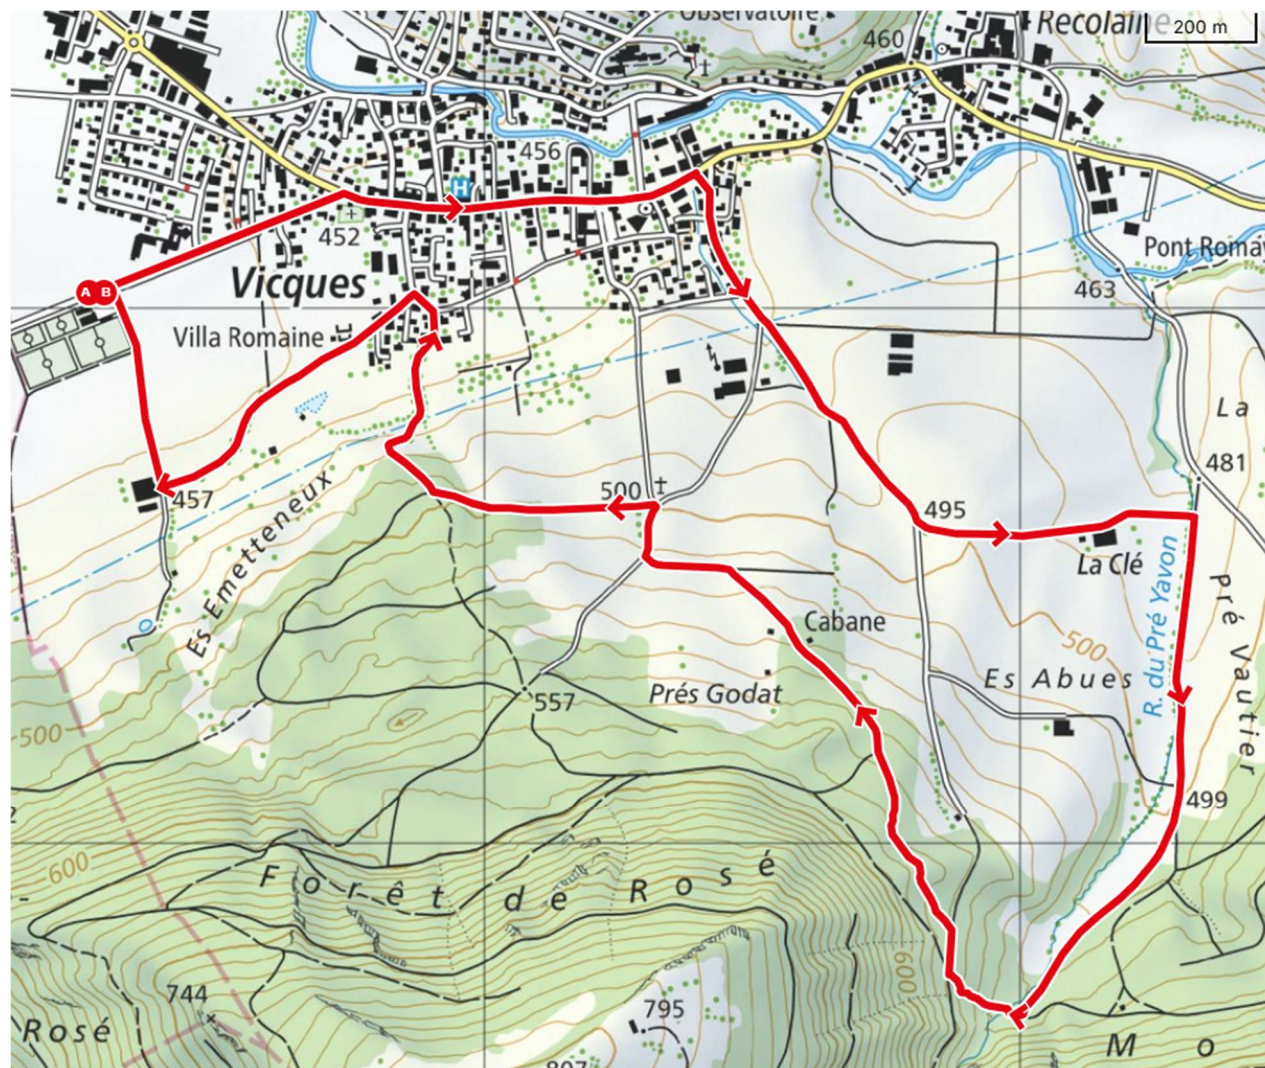 Observatoire
Recolaine
200 m
460
456
H
452
Vicques
A B
Villa Romaine
Pont Romay
463
La
481
457
500
495
La Clé
Es Emetteneux
R. du Pré Yavon
Pré Vautier
Cabane
500
Es Abues
Prés Godat
557
500
499
600
Forêt de Rosé
600
744
795
Rosé
M o
807